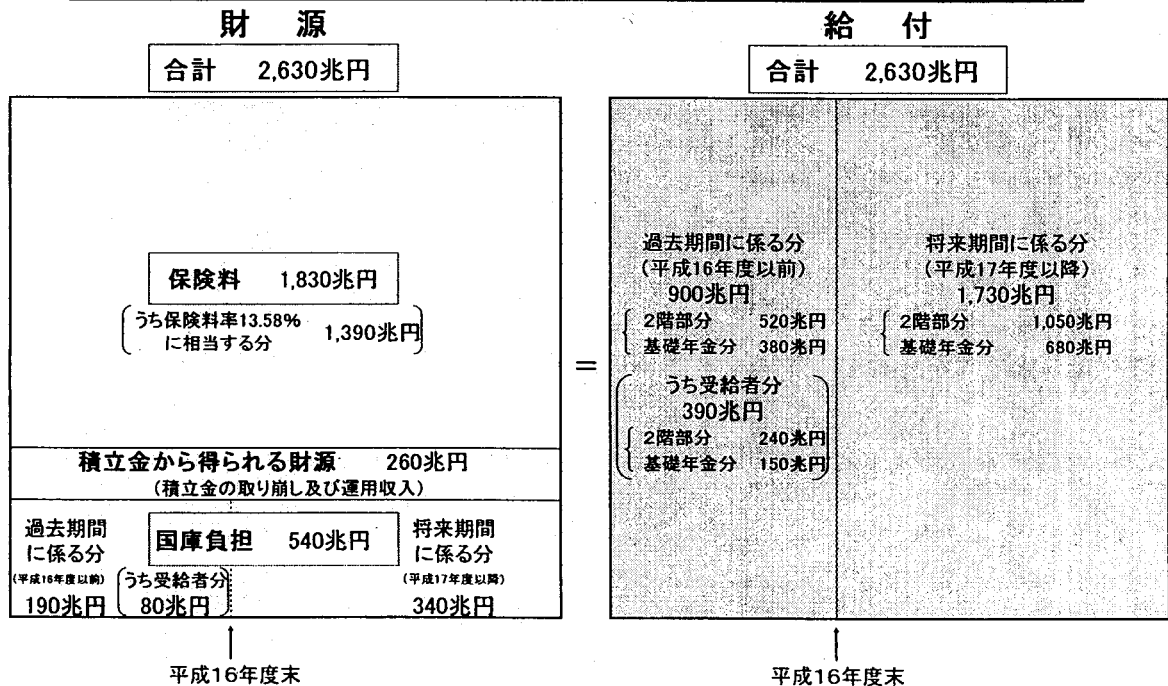 財 源
合計 2,630兆円
保険料 1,830兆円
うち保険料率13.58% に相当する分 1,390兆円
積立金から得られる財源 260兆円
(積立金の取り崩し及び運用収入)
過去期間に係る分
(平成16年度以前)
190兆円
国庫負担 540兆円
うち受給者分
80兆円
将来期間に係る分
(平成17年度以降)
340兆円
平成16年度末
=
給 付
合計 2,630兆円
過去期間に係る分
(平成16年度以前)
900兆円
2階部分 520兆円
基礎年金分 380兆円
うち受給者分
390兆円
2階部分 240兆円
基礎年金分 150兆円
将来期間に係る分
(平成17年度以降)
1,730兆円
2階部分 1,050兆円
基礎年金分 680兆円
平成16年度末